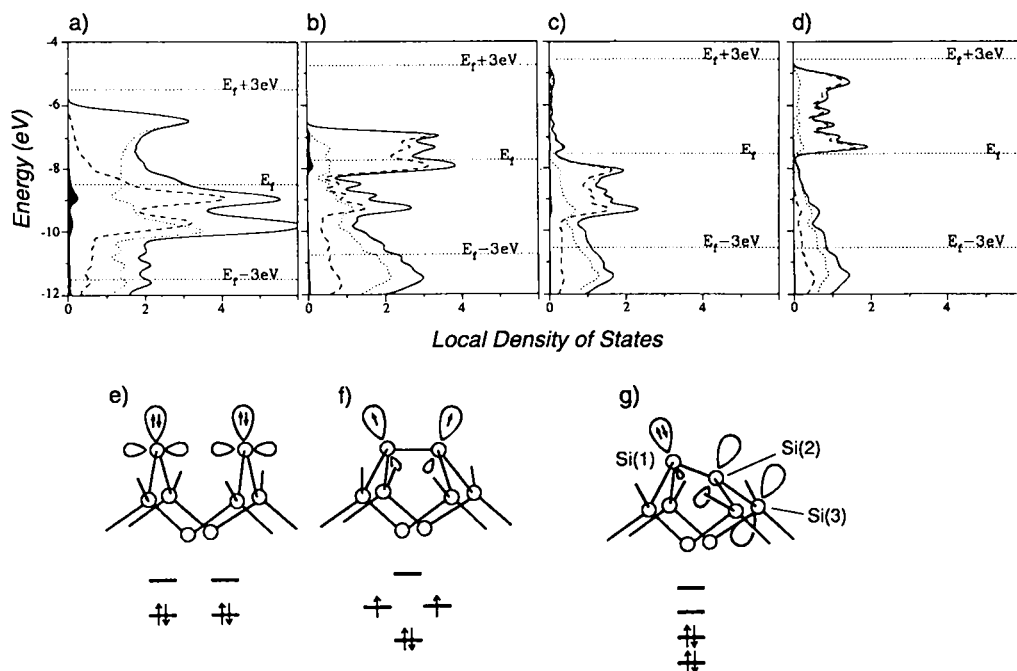 a) b) c) d)
-4
-6
-8
-10
-12
Energy (eV)
E_f+3eV
E_f
E_f-3eV
0 2 4
E_f+3eV
E_f
E_f-3eV
0 2 4
E_f+3eV
E_f
E_f-3eV
0 2 4
E_f+3eV
E_f
E_f-3eV
0 2 4
Local Density of States
e) f) g)
Si(1)
Si(2)
Si(3)